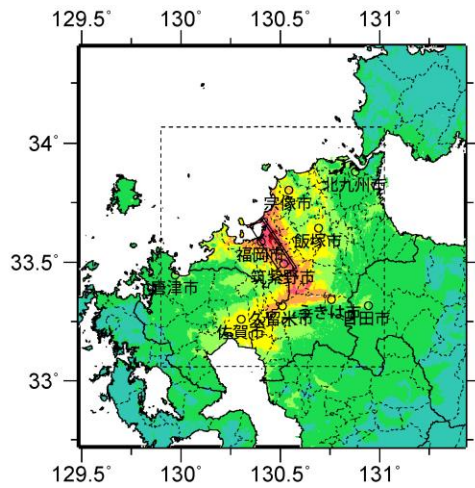 129.5° 130° 130.5° 131°
34°
北九州市
宗像市
飯塚市
福岡市
33.5°
筑紫野市
唐津市
うきは市
久留米市
日田市
佐賀市
33°
129.5° 130° 130.5° 131°